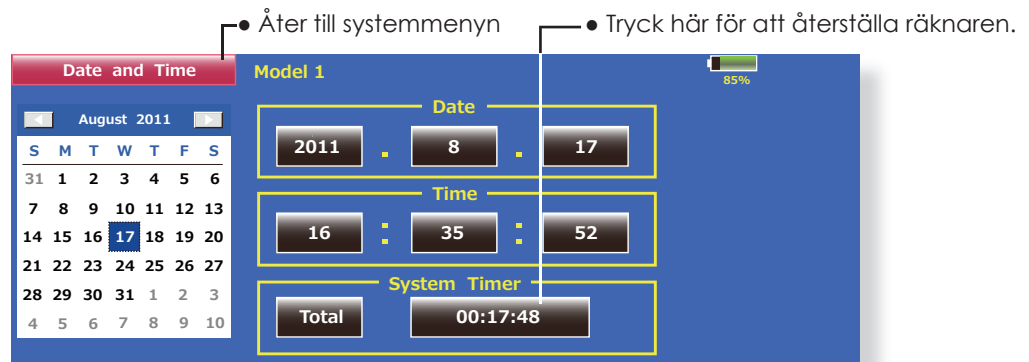 ● Åter till systemmenyn
● Tryck här för att återställa räknaren.
Date and Time
Model 1
85%
August 2011
S M T W T F S
31 1 2 3 4 5 6
7 8 9 10 11 12 13
14 15 16 17 18 19 20
21 22 23 24 25 26 27
28 29 30 31 1 2 3
4 5 6 7 8 9 10
Date
2011 . 8 . 17
Time
16 : 35 : 52
System Timer
Total 00:17:48